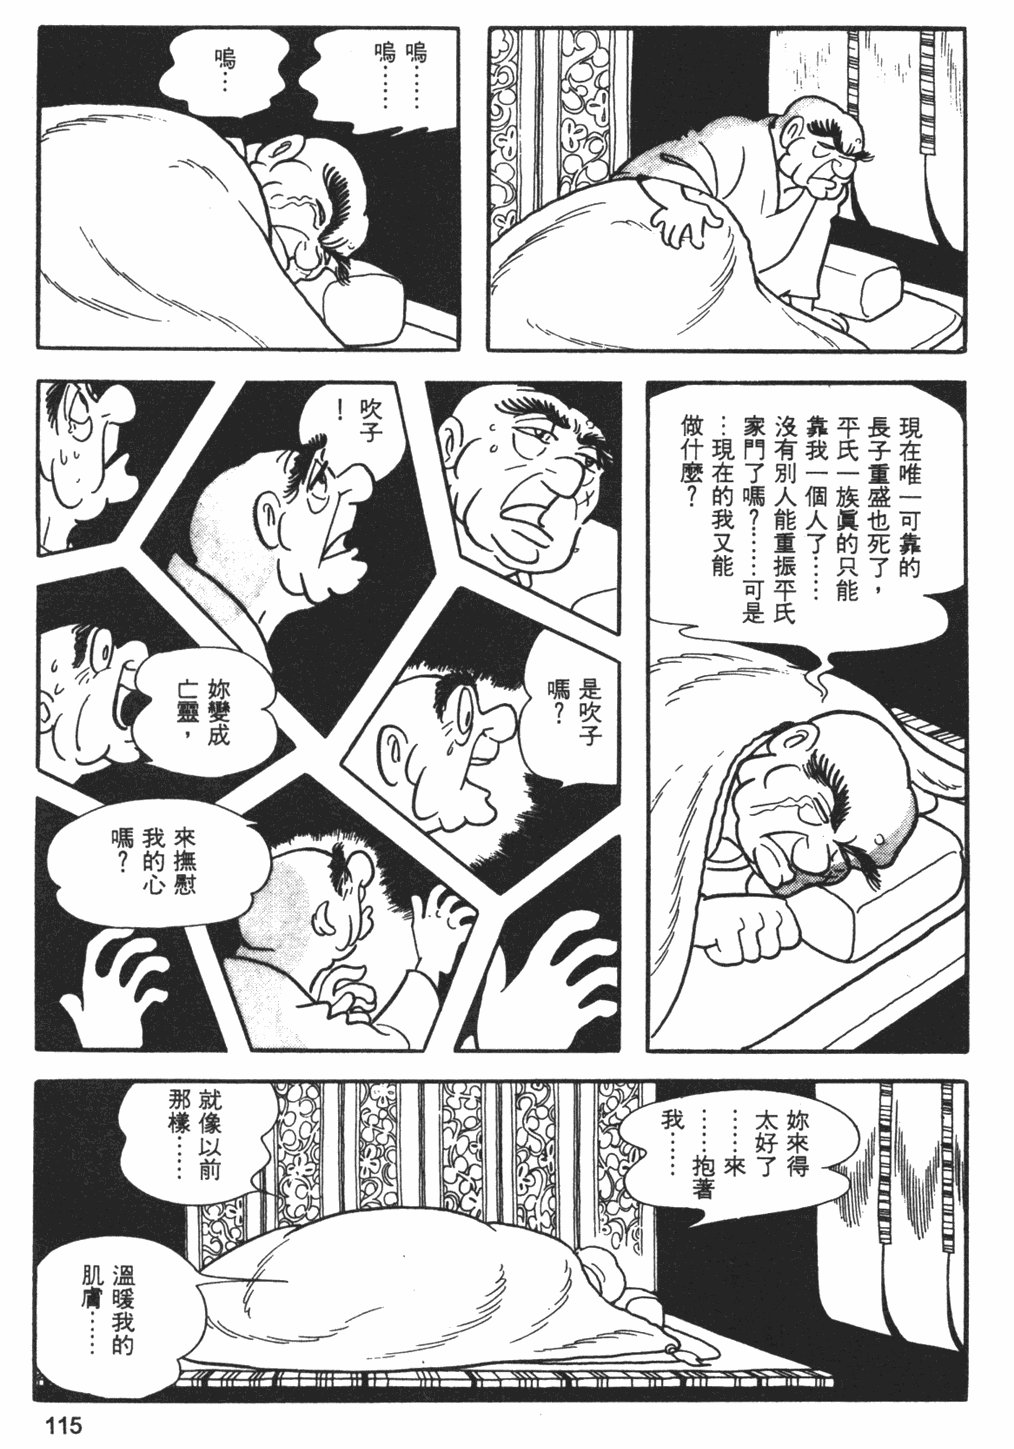 嗚……
嗚……
嗚……
現在唯一可靠的
長子重盛也死了，
平氏一族眞的只能
靠我一個人了……
沒有別人能重振平氏
家門了嗎？……可是
…現在的我又能
做什麼？
吹子
！
是吹子
嗎？
妳變成
亡靈，
來撫慰
我的心
嗎？
妳來得
太好了
……來
……抱著
我……
就像以前
那樣……
溫暖我的
肌膚……
115